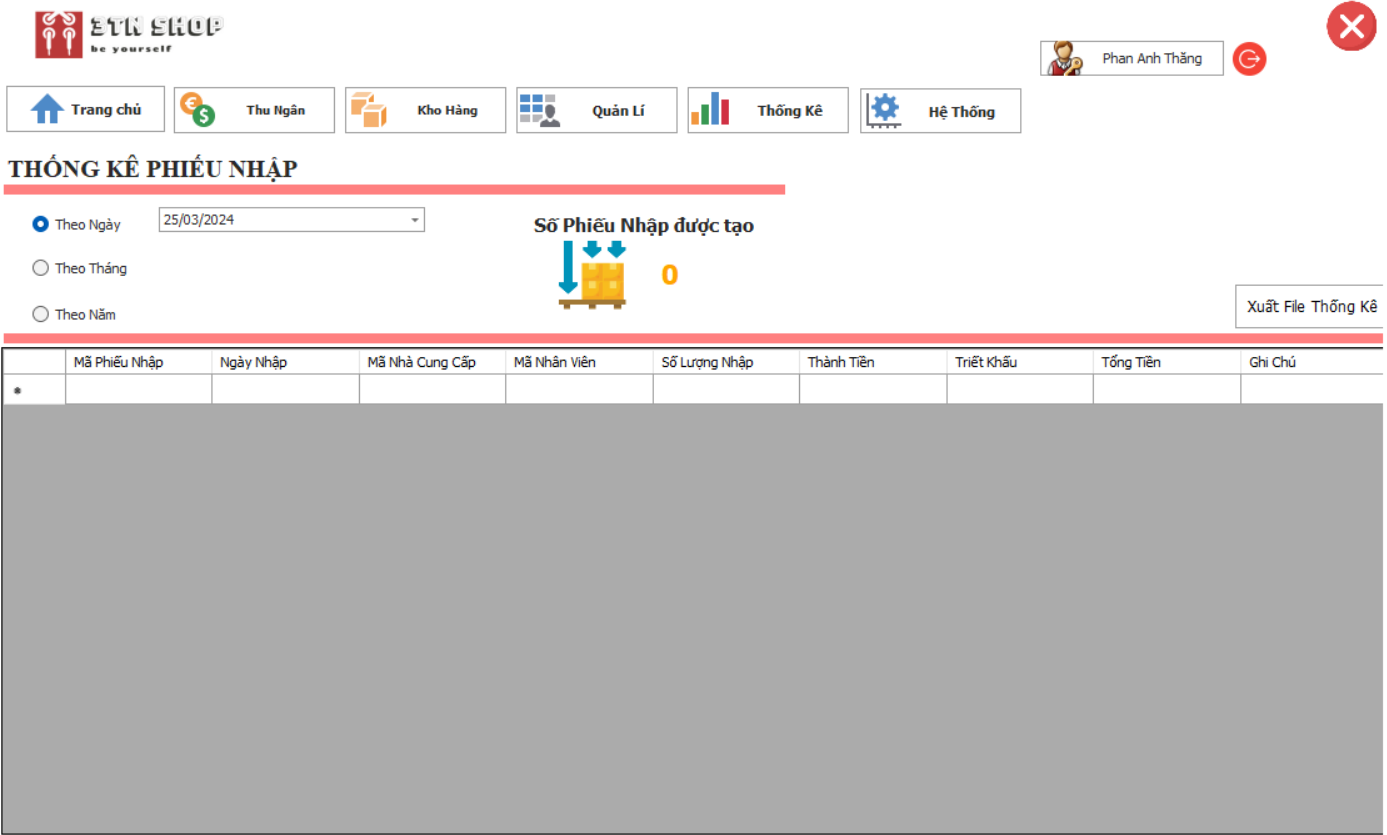 3TN SHOP
be yourself
Phan Anh Thăng
Trang chủ
Thu Ngân
Kho Hàng
Quản Lí
Thống Kê
Hệ Thống
THỐNG KÊ PHIẾU NHẬP
Theo Ngày
25/03/2024
Theo Tháng
Theo Năm
Số Phiếu Nhập được tạo
0
Xuất File Thống Kê
Mã Phiếu Nhập Ngày Nhập Mã Nhà Cung Cấp Mã Nhân Viên Số Lượng Nhập Thành Tiền Triết Khấu Tổng Tiền Ghi Chú